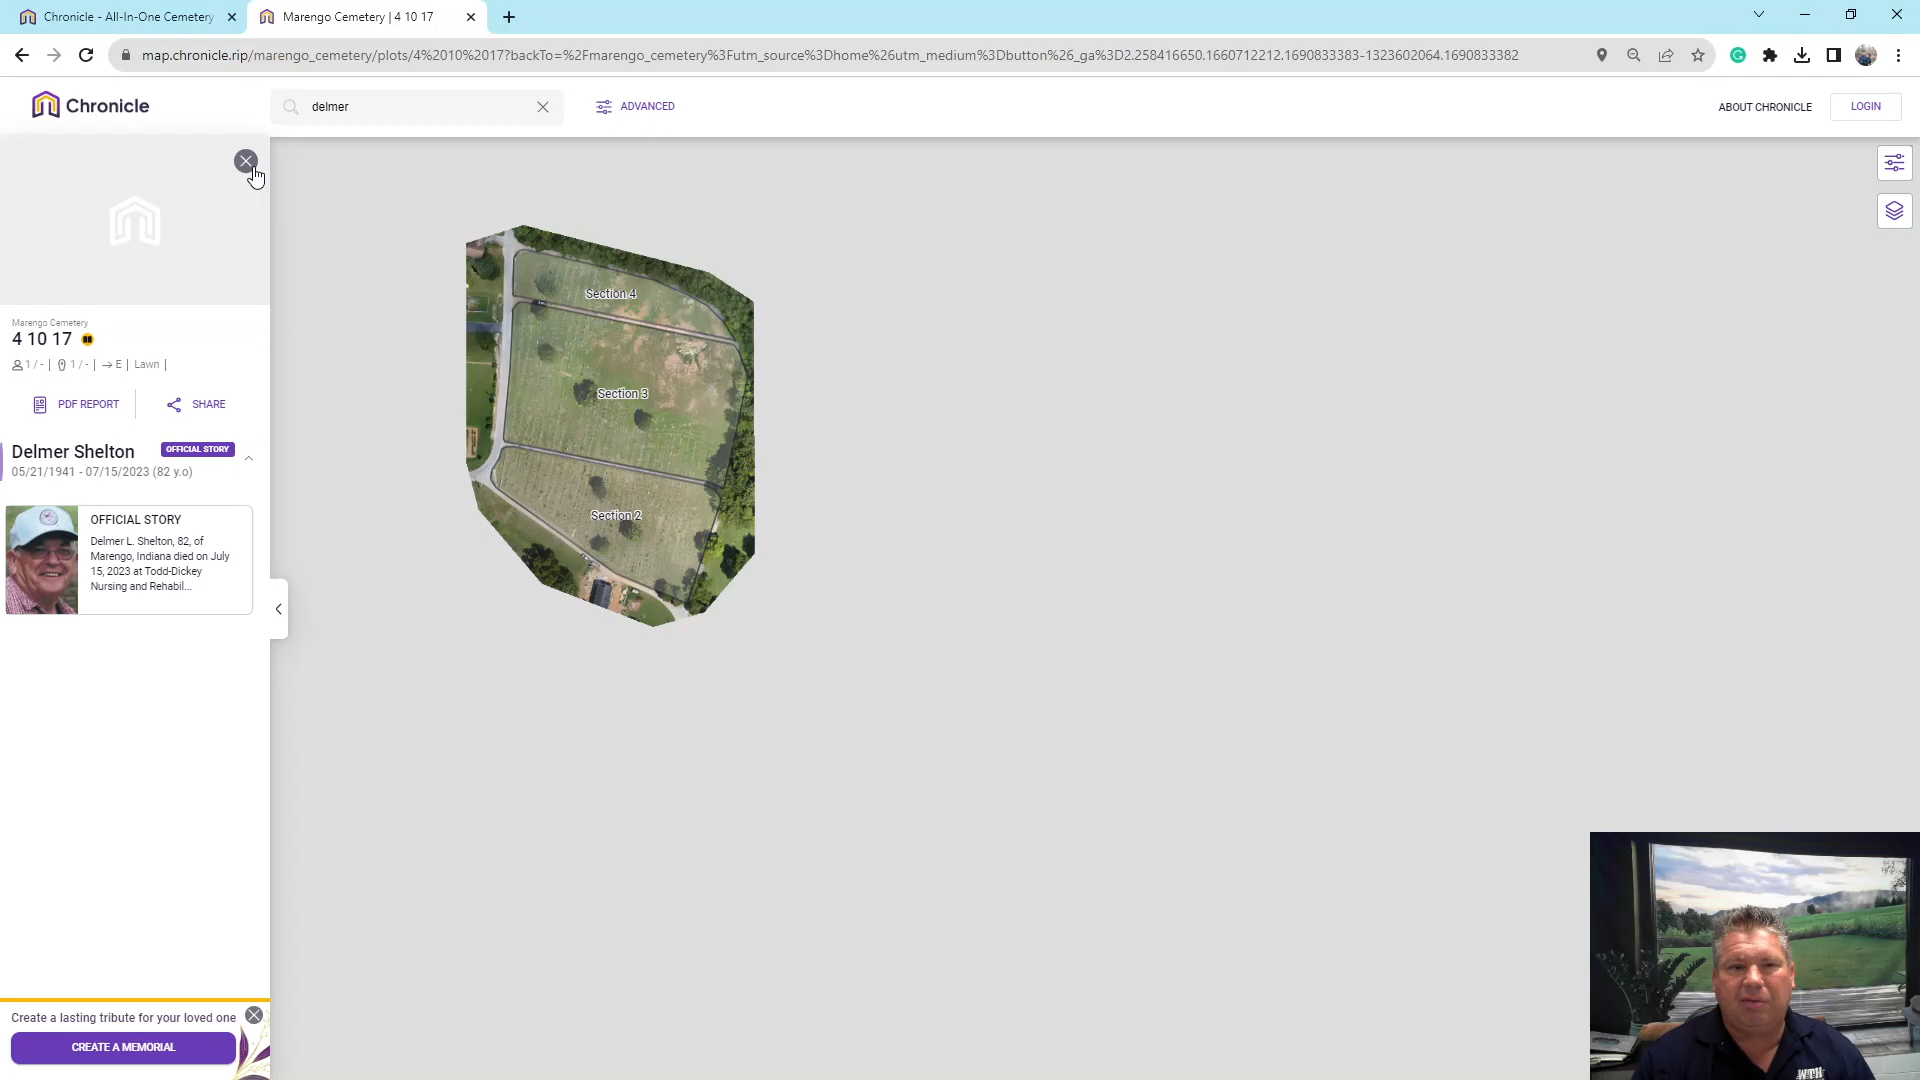 Chronicle - All-In-One Cemetery
Marengo Cemetery | 4 10 17
map.chronicle.rip/marengo_cemetery/plots/4%2010%2017?backTo=%2Fmarengo_cemetery%3Futm_source%3Dhome%26utm_medium%3Dbutton%26_ga%3D2.258416650.1660712212.1690833383-1323602064.1690833382
Chronicle
delmer
ADVANCED
ABOUT CHRONICLE
LOGIN
Marengo Cemetery
4 10 17
1 / - | 1 / - | → E | Lawn |
PDF REPORT
SHARE
Delmer Shelton
OFFICIAL STORY
05/21/1941 - 07/15/2023 (82 y.o)
OFFICIAL STORY
Delmer L. Shelton, 82, of
Marengo, Indiana died on July
15, 2023 at Todd-Dickey
Nursing and Rehabil...
Section 4
Section 3
Section 2
Create a lasting tribute for your loved one
CREATE A MEMORIAL
WTH